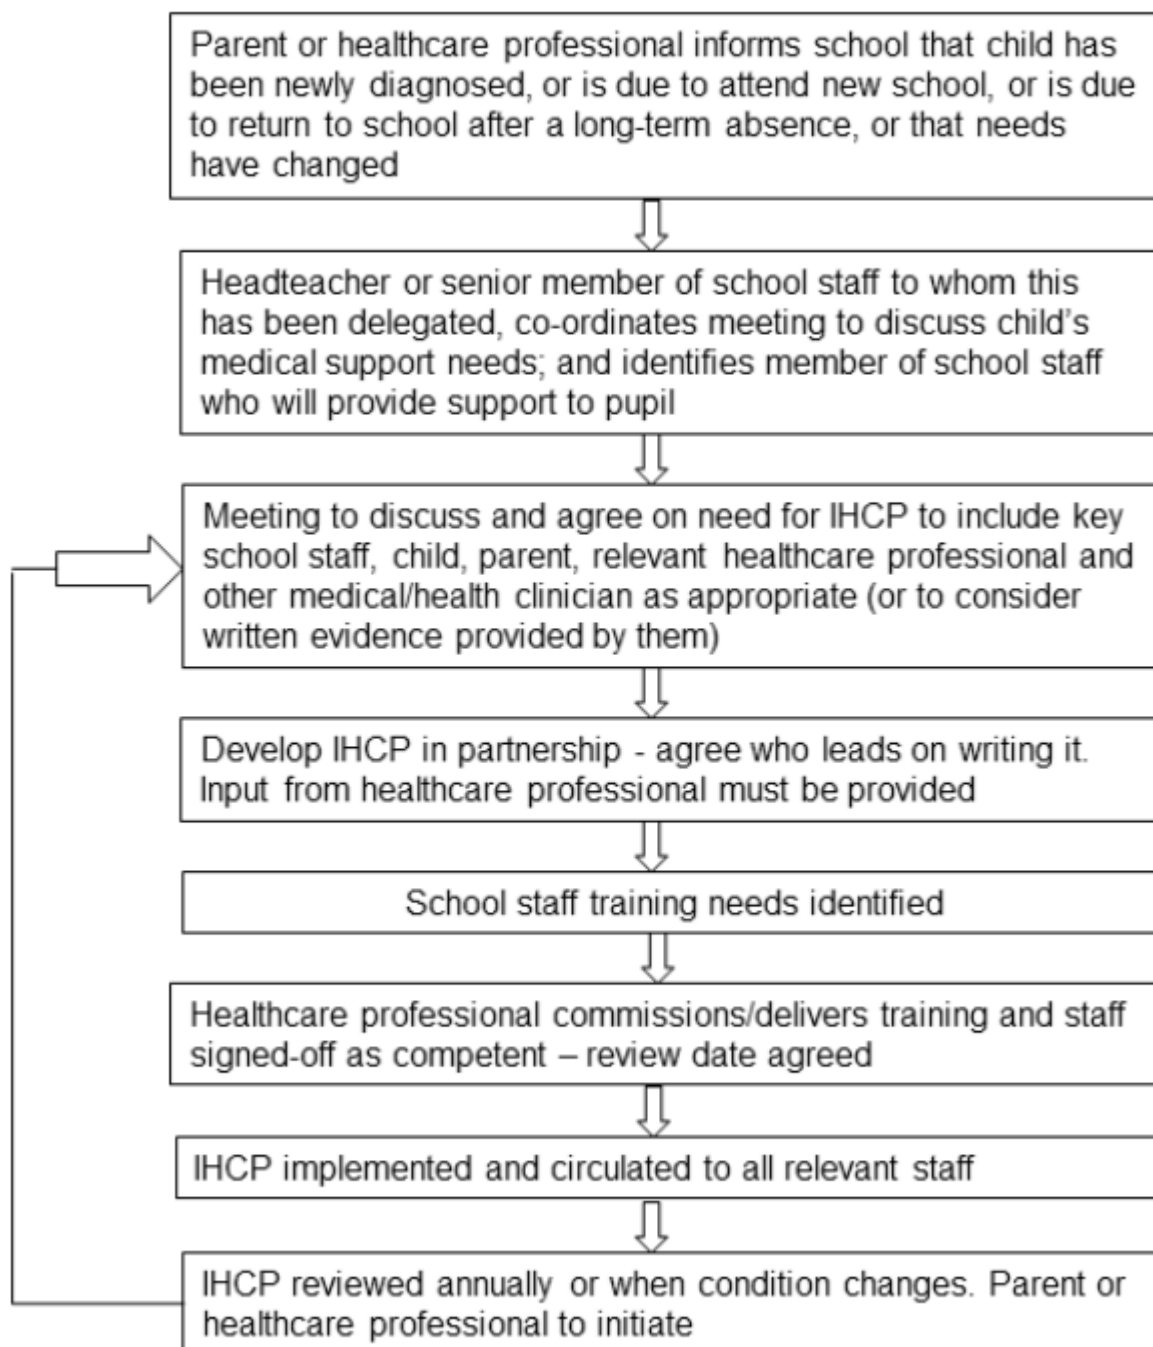 Parent or healthcare professional informs school that child has
been newly diagnosed, or is due to attend new school, or is due
to return to school after a long-term absence, or that needs
have changed
Headteacher or senior member of school staff to whom this
has been delegated, co-ordinates meeting to discuss child's
medical support needs; and identifies member of school staff
who will provide support to pupil
Meeting to discuss and agree on need for IHCP to include key
school staff, child, parent, relevant healthcare professional and
other medical/health clinician as appropriate (or to consider
written evidence provided by them)
Develop IHCP in partnership - agree who leads on writing it.
Input from healthcare professional must be provided
School staff training needs identified
Healthcare professional commissions/delivers training and staff
signed-off as competent – review date agreed
IHCP implemented and circulated to all relevant staff
IHCP reviewed annually or when condition changes. Parent or
healthcare professional to initiate